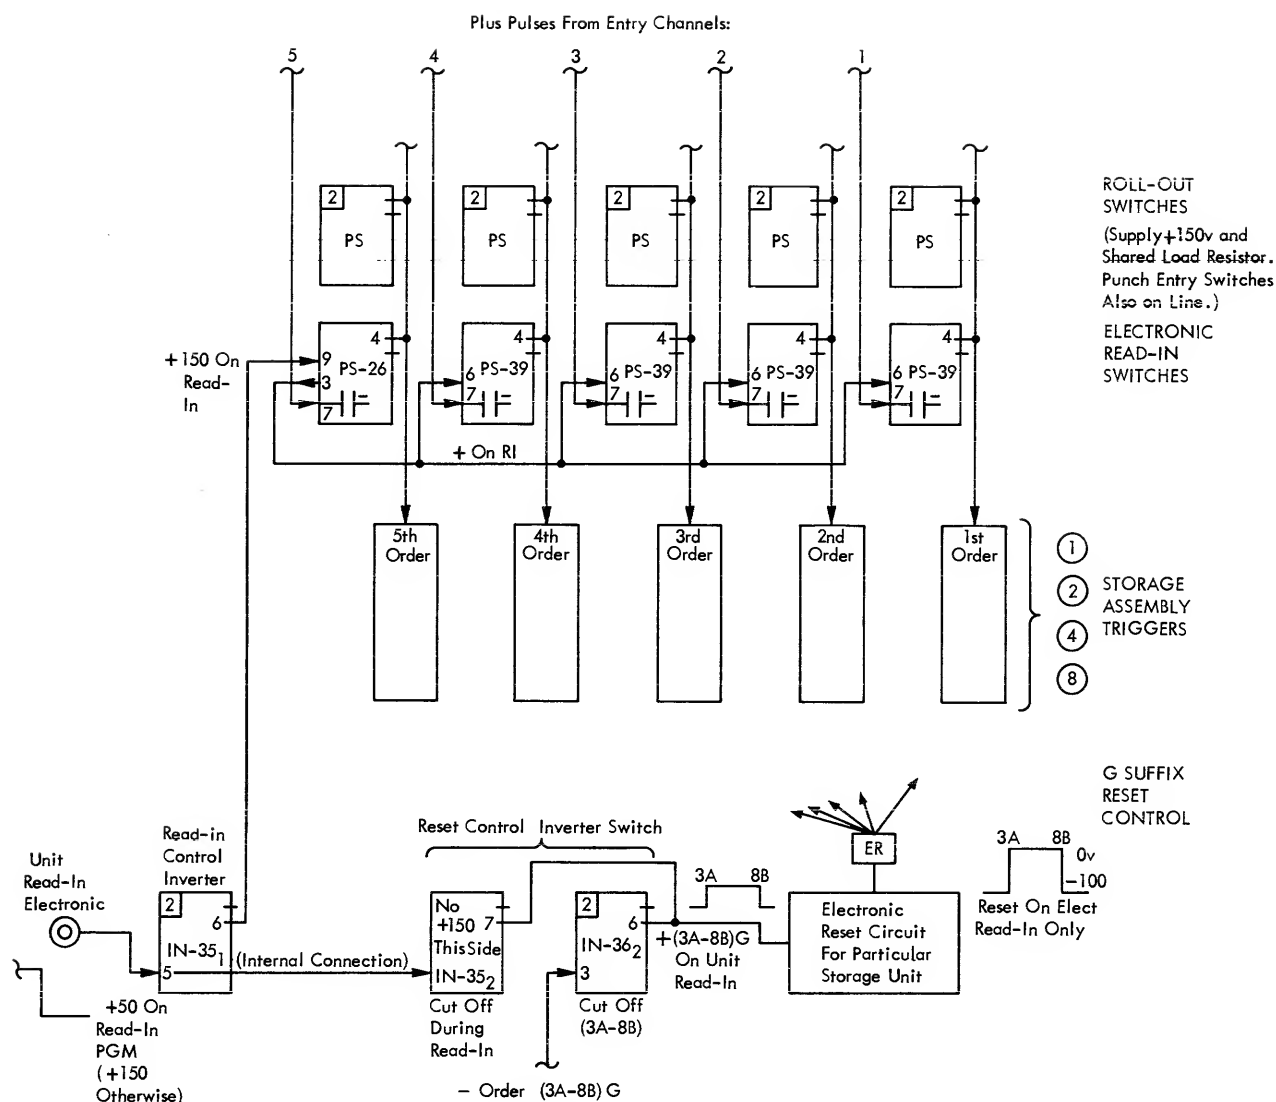 Plus Pulses From Entry Channels:
5 4 3 2 1
2 2 2 2 2
PS PS PS PS PS
ROLL-OUT
SWITCHES
(Supply+150v and
Shared Load Resistor.
Punch Entry Switches
Also on Line.)
ELECTRONIC
READ-IN
SWITCHES
+150 On
Read-
In
4 4 4 4 4
9
PS-26 PS-39 PS-39 PS-39 PS-39
3 6 6 6 6
7 7 7 7 7
+ On RI
5th
Order
4th
Order
3rd
Order
2nd
Order
1st
Order
1
2
4
8
STORAGE
ASSEMBLY
TRIGGERS
G SUFFIX
RESET
CONTROL
Unit
Read-In
Electronic
Read-in
Control
Inverter
2
6
IN-35 1
5
(Internal Connection)
+50 On
Read-In
PGM
(+150
Otherwise)
Reset Control Inverter Switch
No
+150 7
This Side
IN-35 2
Cut Off
During
Read-In
2
6
IN-36 2
3
Cut Off
(3A-8B)
- Order (3A-8B) G
3A 8B
+(3A-8B)G
On Unit
Read-In
ER
Electronic
Reset Circuit
For Particular
Storage Unit
3A 8B
0v
-100
Reset On Elect
Read-In Only